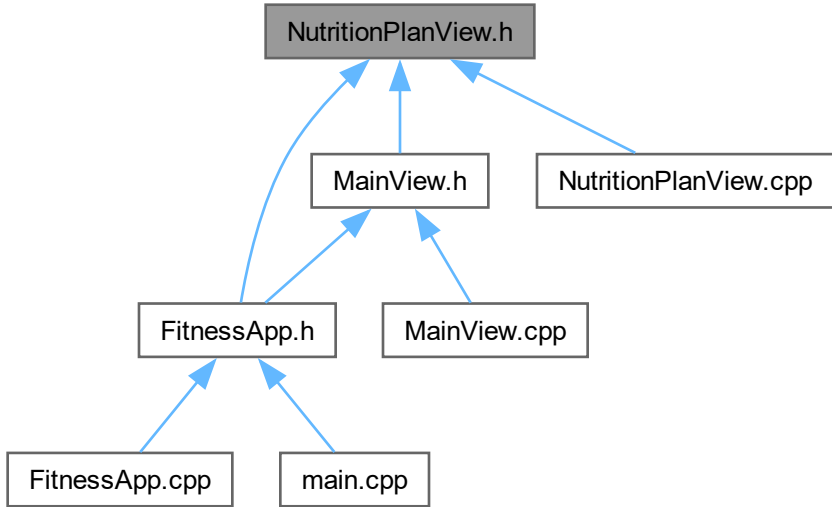 NutritionPlanView.h
MainView.h
NutritionPlanView.cpp
FitnessApp.h
MainView.cpp
FitnessApp.cpp
main.cpp